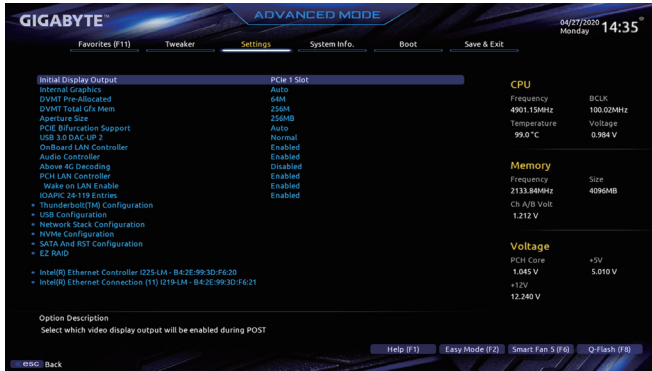 GIGABYTE™
ADVANCED MODE
04/27/2020 Monday 14:35
Favorites (F11) Tweaker Settings System Info. Boot Save & Exit
Initial Display Output PCIe 1 Slot
Internal Graphics Auto
DVMT Pre-Allocated 64M
DVMT Total Gfx Mem 256M
Aperture Size 256MB
PCIE Bifurcation Support Auto
USB 3.0 DAC-UP 2 Normal
OnBoard LAN Controller Enabled
Audio Controller Enabled
Above 4G Decoding Disabled
PCH LAN Controller Enabled
Wake on LAN Enable Enabled
IOAPIC 24-119 Entries Enabled
Thunderbolt(TM) Configuration
USB Configuration
Network Stack Configuration
NVMe Configuration
SATA And RST Configuration
EZ RAID
Intel(R) Ethernet Controller I225-LM - B4:2E:99:3D:F6:20
Intel(R) Ethernet Connection (11) I219-LM - B4:2E:99:3D:F6:21
CPU
Frequency BCLK
4901.15MHz 100.02MHz
Temperature Voltage
99.0°C 0.984 V
Memory
Frequency Size
2133.84MHz 4096MB
Ch A/B Volt
1.212 V
Voltage
PCH Core +5V
1.045 V 5.010 V
+12V
12.240 V
Option Description
Select which video display output will be enabled during POST
Help (F1) Easy Mode (F2) Smart Fan 5 (F6) Q-Flash (F8)
esc Back